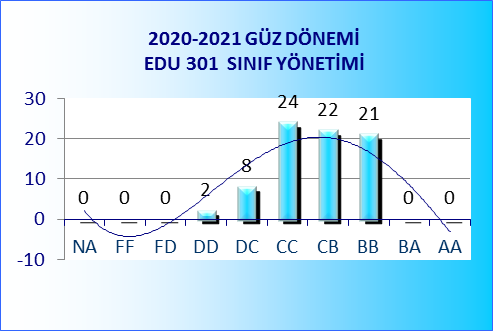 2020-2021 GÜZ DÖNEMİ
EDU 301  SINIF YÖNETİMİ
30
20
10
0
-10
0 0 0 2 8 24 22 21 0 0
NA FF FD DD DC CC CB BB BA AA